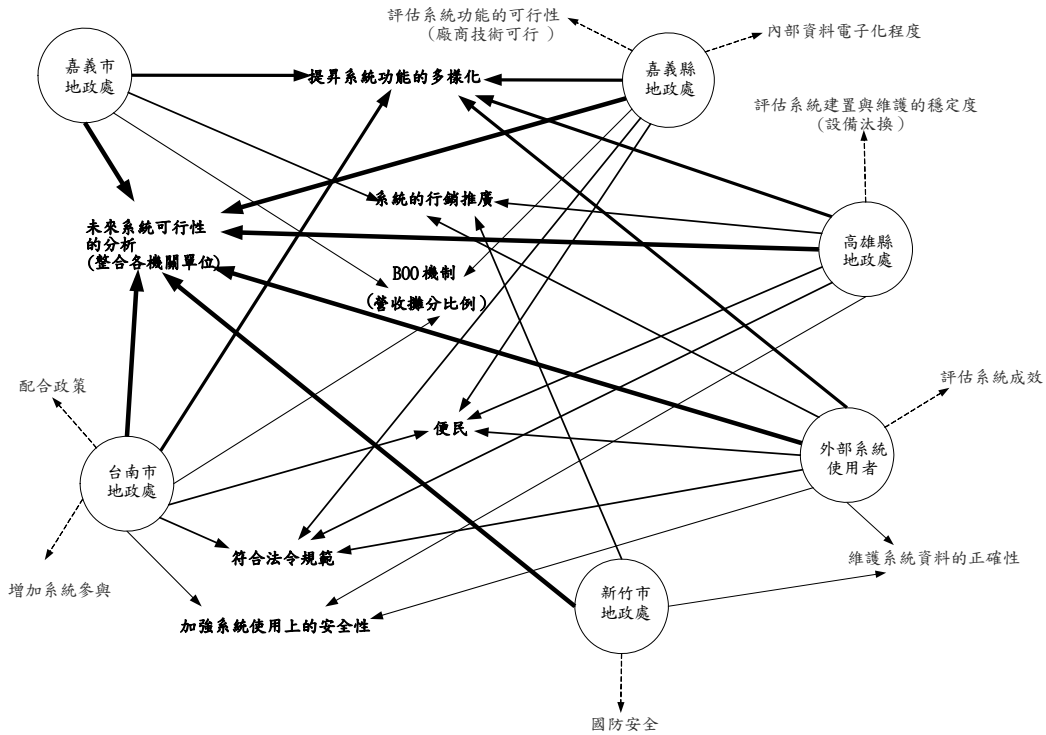 評估系統功能的可行性
(廠商技術可行)
內部資料電子化程度
嘉義市
地政處
提昇系統功能的多樣化
嘉義縣
地政處
評估系統建置與維護的穩定度
(設備汰換)
系統的行銷推廣
未來系統可行性
的分析
(整合各機關單位)
高雄縣
地政處
BOO機制
(營收攤分比例)
配合政策
評估系統成效
便民
外部系統
使用者
台南市
地政處
符合法令規範
維護系統資料的正確性
增加系統參與
新竹市
地政處
加強系統使用上的安全性
國防安全